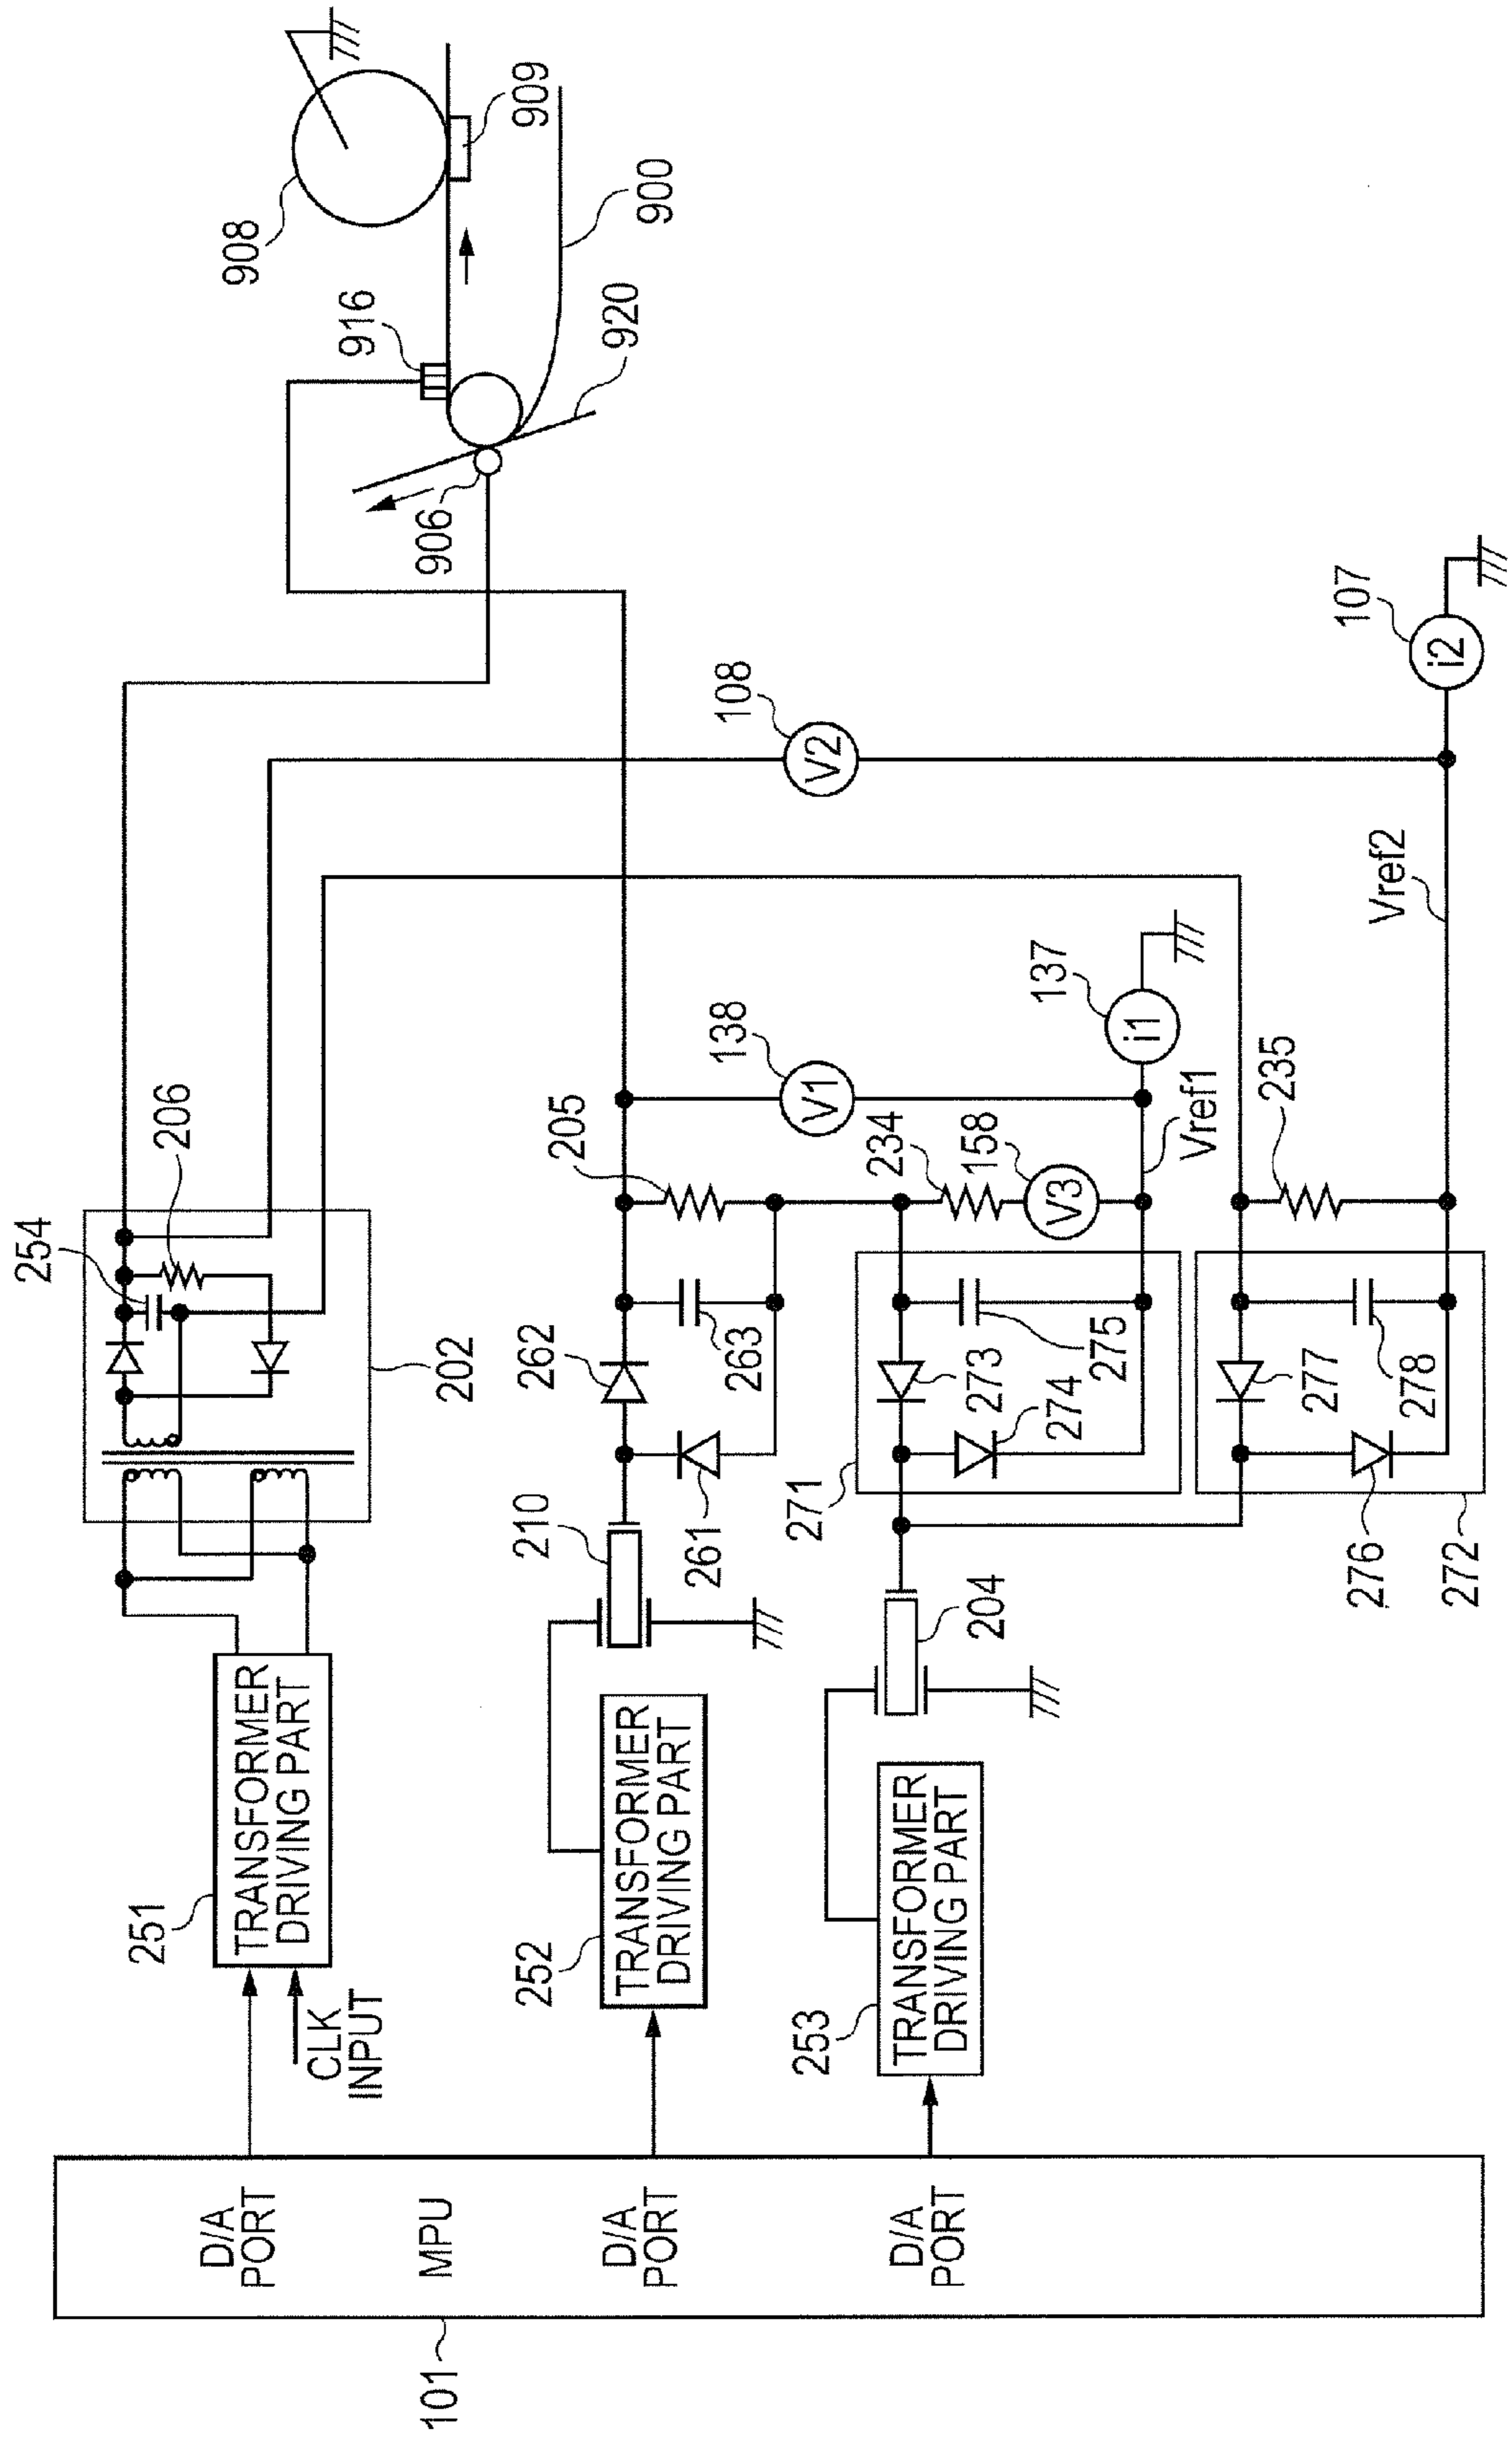 908
909
916
900
920
906
107
i2
108
V2
Vref2
254
206
202
138
V1
137
i1
205
234
158
V3
Vref1
235
262
263
273
275
274
277
278
276
271
272
210
261
204
251
TRANSFORMER
DRIVING PART
CLK
INPUT
252
TRANSFORMER
DRIVING PART
253
TRANSFORMER
DRIVING PART
D/A
PORT
MPU
D/A
PORT
D/A
PORT
101